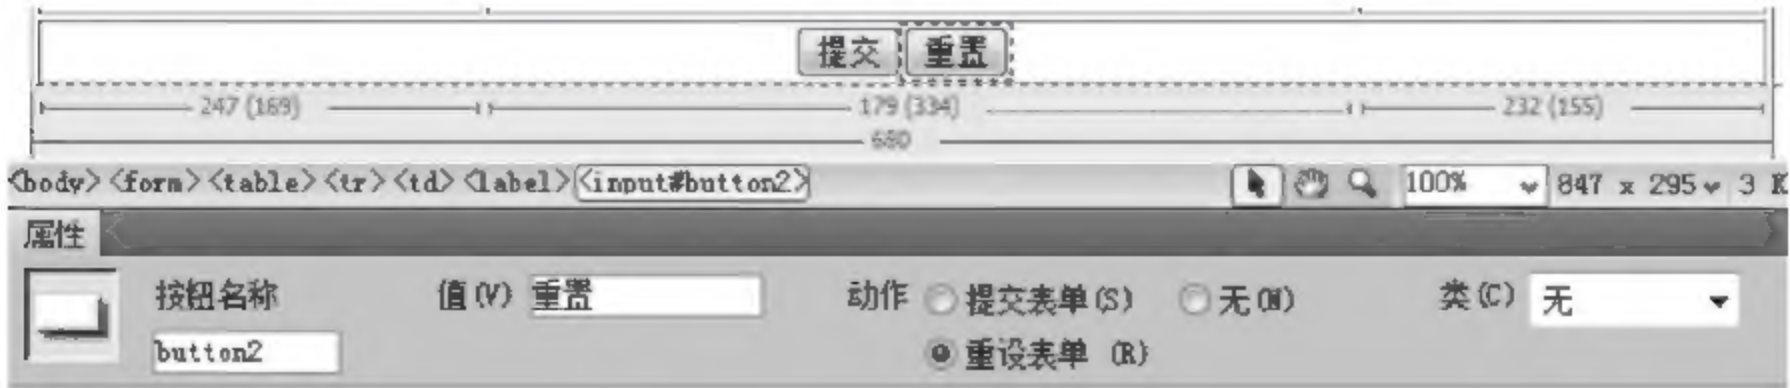 提交 重置
247 (169) 179 (334) 232 (155)
680
<body> <form> <table> <tr> <td> <label> <input#button2> 100% 847 x 295 3 K
属性
按钮名称 值(V) 重置 动作 提交表单(S) 无(N) 类(C) 无
button2 重设表单 (R)